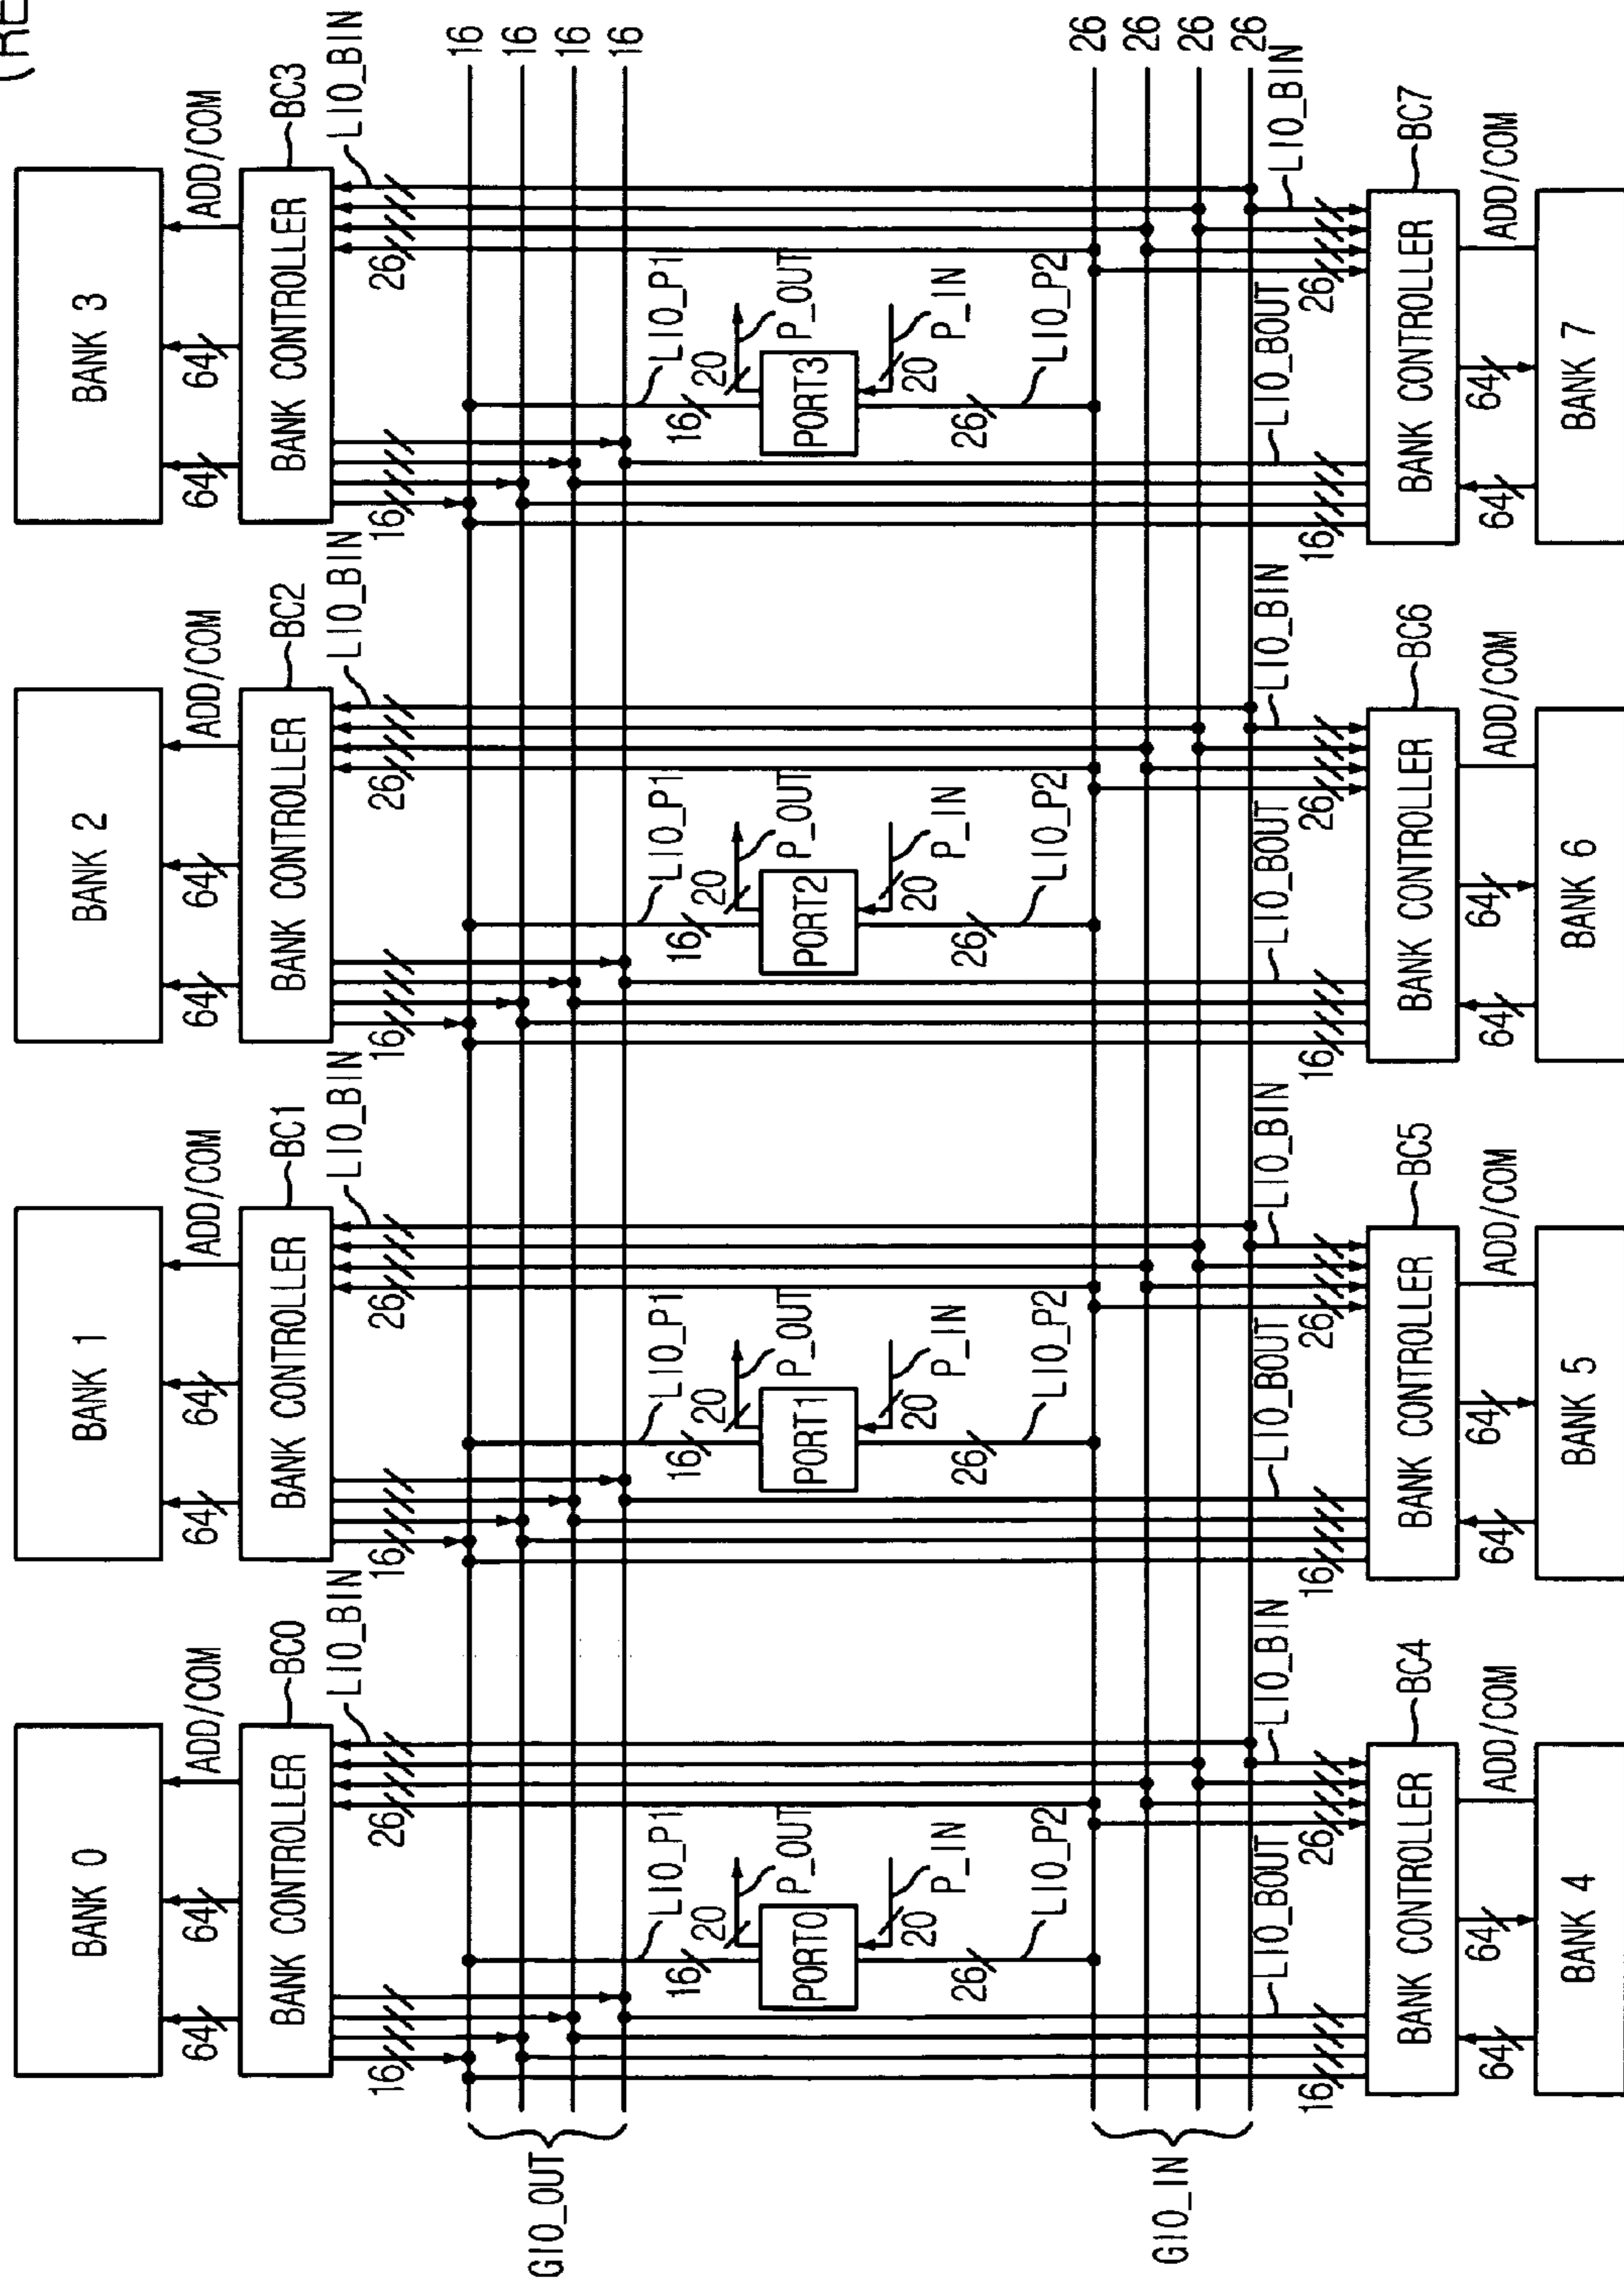 (RE
BANK 0
BANK 1
BANK 2
BANK 3
64 64 ADD/COM
64 64 ADD/COM
64 64 ADD/COM
64 64 ADD/COM
BANK CONTROLLER BC0
BANK CONTROLLER BC1
BANK CONTROLLER BC2
BANK CONTROLLER BC3
LIO_BIN
LIO_BIN
LIO_BIN
LIO_BIN
16 26
16 26
16 26
16 26
16
16
16
16
GIO_OUT
LIO_P1
16 20
P_OUT
PORT0
20 P_IN
26
LIO_P2
LIO_P1
16 20
P_OUT
PORT1
20 P_IN
26
LIO_P2
LIO_P1
16 20
P_OUT
PORT2
20 P_IN
26
LIO_P2
LIO_P1
16 20
P_OUT
PORT3
20 P_IN
26
LIO_P2
26
26
26
26
GIO_IN
LIO_BOUT LIO_BIN
LIO_BOUT LIO_BIN
LIO_BOUT LIO_BIN
LIO_BOUT LIO_BIN
16 26
16 26
16 26
16 26
BANK CONTROLLER BC4
BANK CONTROLLER BC5
BANK CONTROLLER BC6
BANK CONTROLLER BC7
64 64 ADD/COM
64 64 ADD/COM
64 64 ADD/COM
64 64 ADD/COM
BANK 4
BANK 5
BANK 6
BANK 7